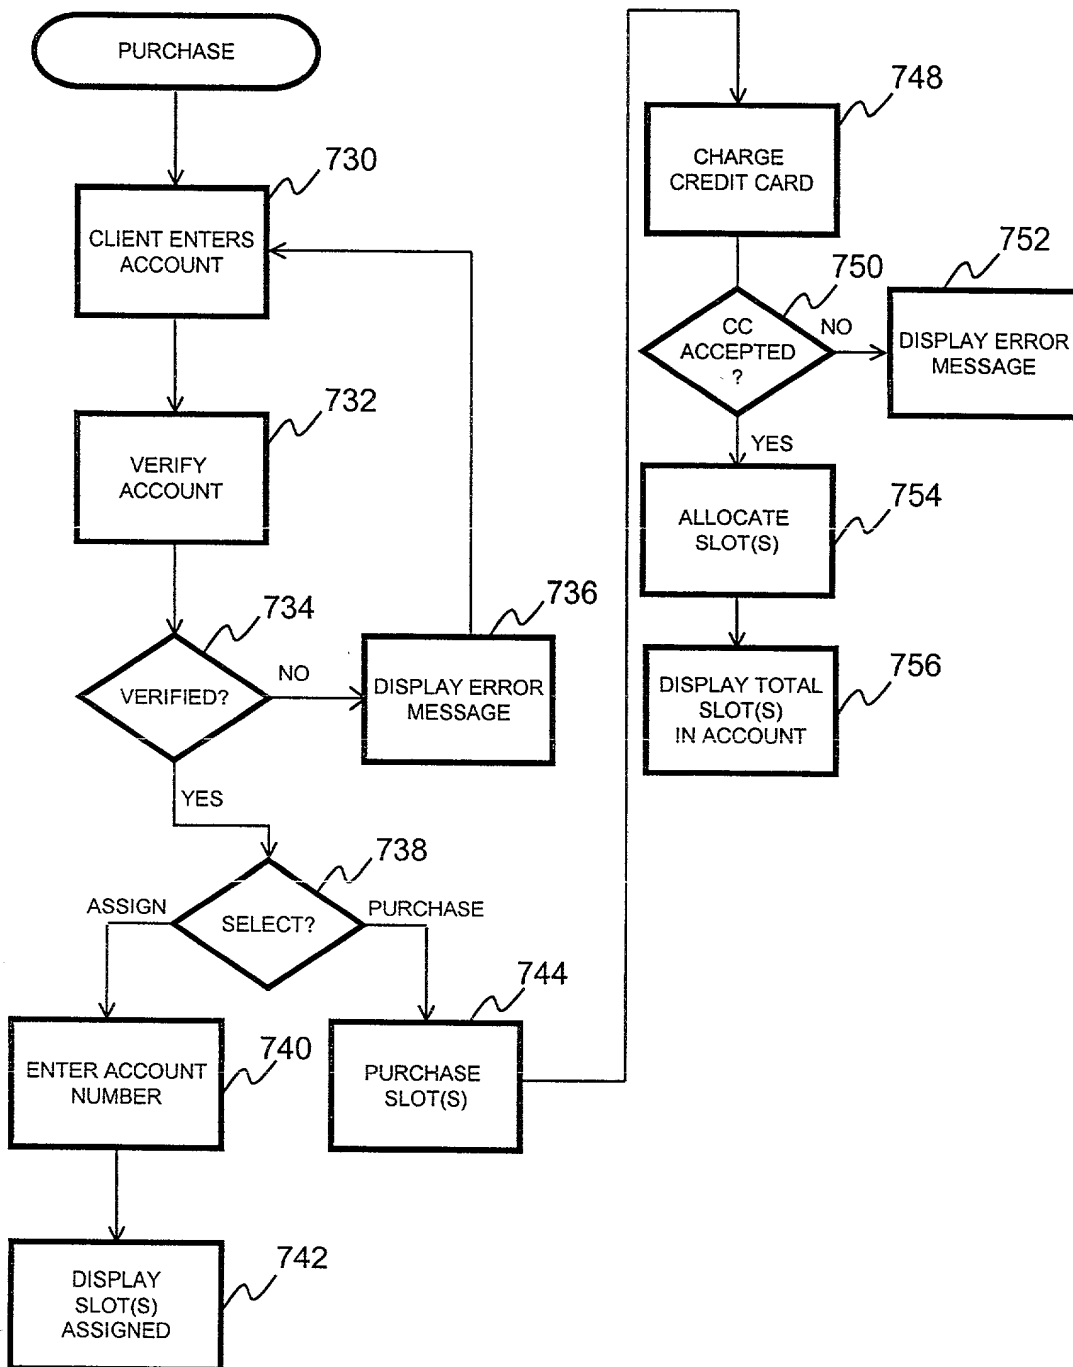 PURCHASE
730
CLIENT ENTERS
ACCOUNT
732
VERIFY
ACCOUNT
734
VERIFIED?
NO
736
DISPLAY ERROR
MESSAGE
YES
738
SELECT?
ASSIGN
PURCHASE
740
ENTER ACCOUNT
NUMBER
742
DISPLAY
SLOT(S)
ASSIGNED
744
PURCHASE
SLOT(S)
748
CHARGE
CREDIT CARD
750
CC
ACCEPTED
?
NO
752
DISPLAY ERROR
MESSAGE
YES
754
ALLOCATE
SLOT(S)
756
DISPLAY TOTAL
SLOT(S)
IN ACCOUNT